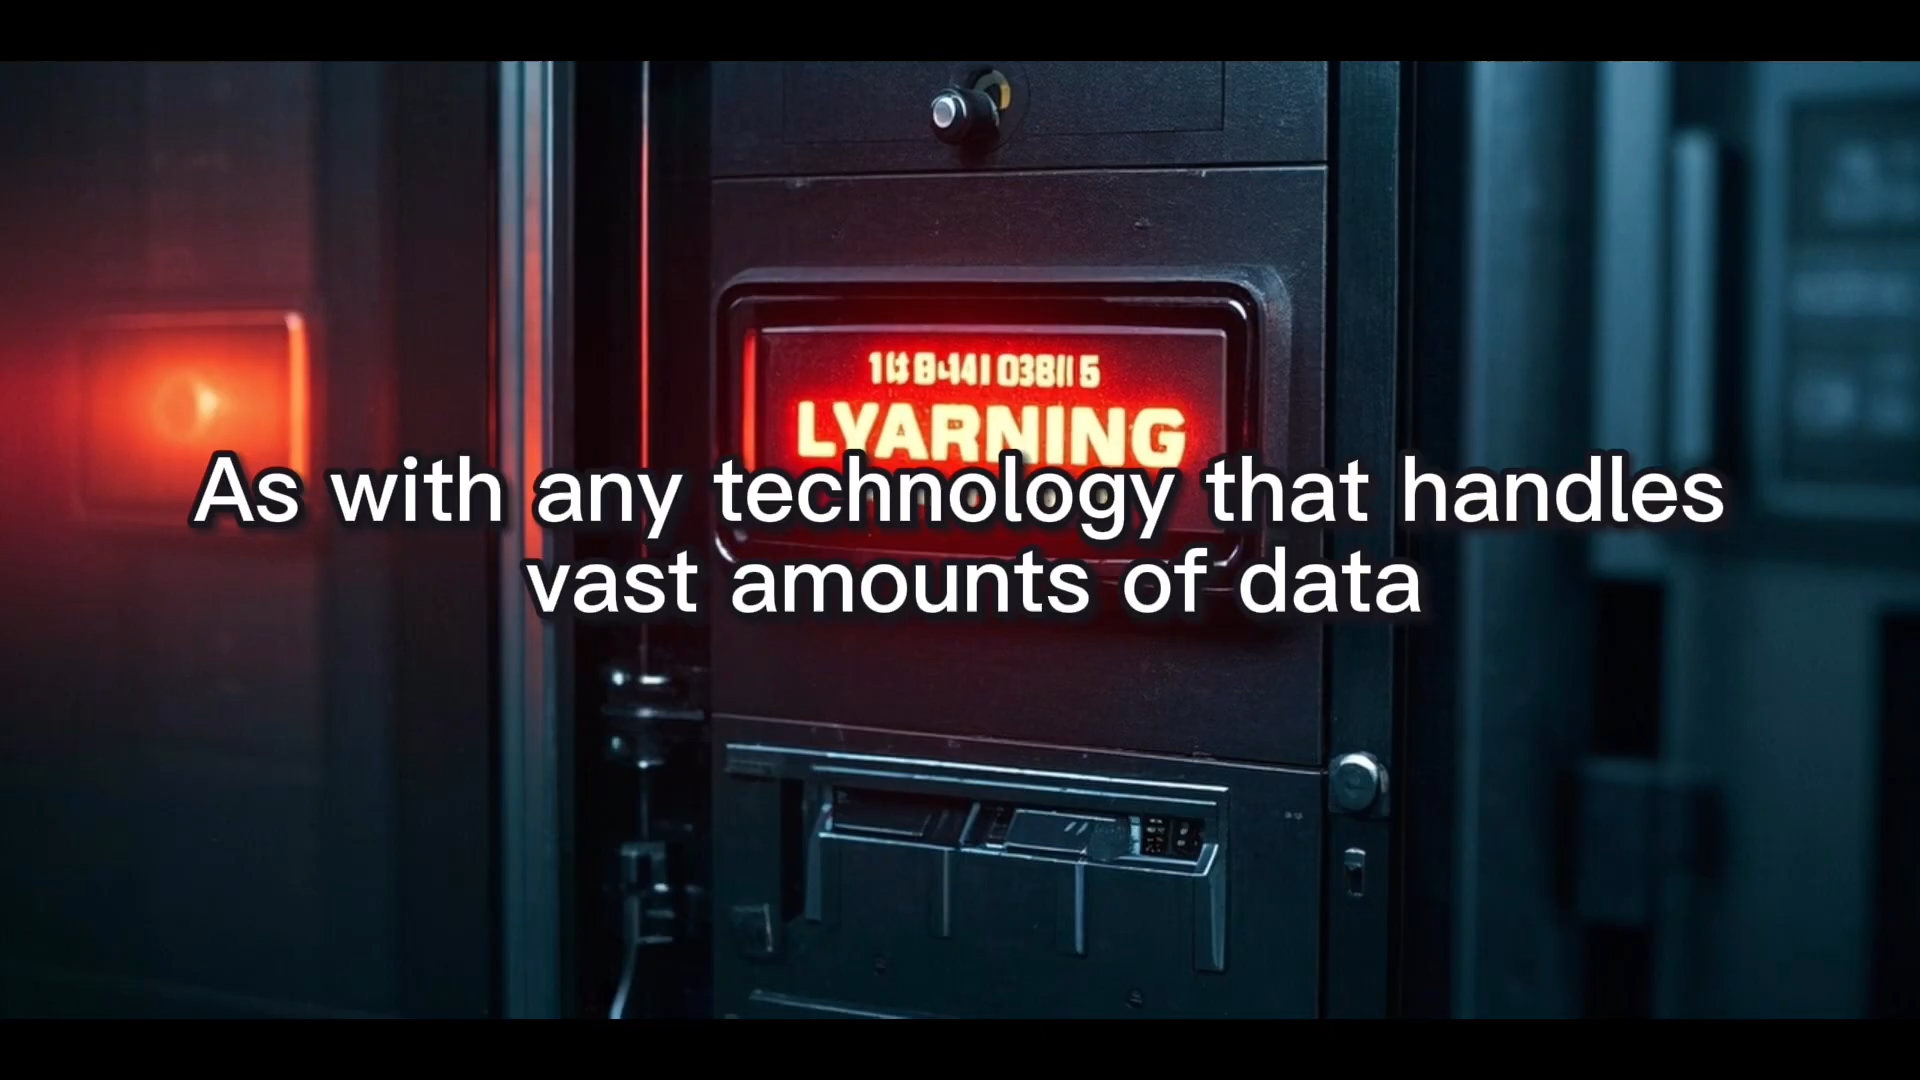 LYARNING
As with any technology that handles
vast amounts of data